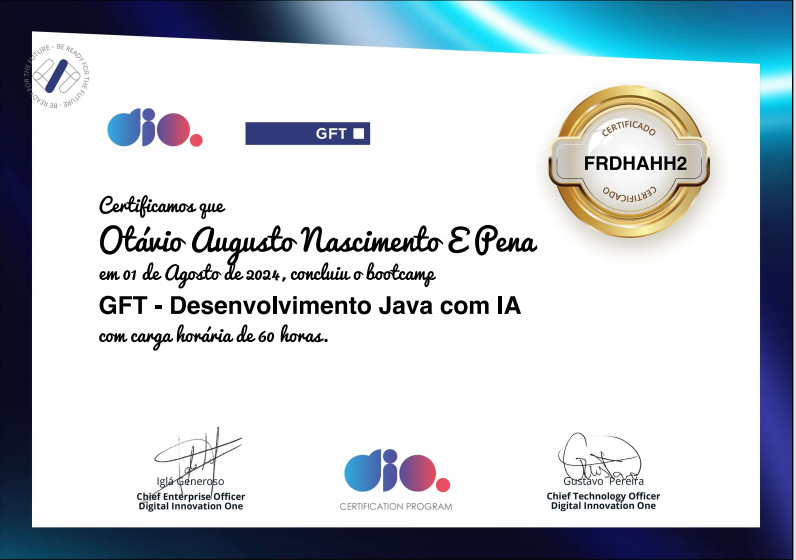 BE READY FOR THE FUTURE - BE READY FOR THE FUTURE -
dio.
GFT
CERTIFICADO
FRDHAHH2
CERTIFICADO
Certificamos que
Otávio Augusto Nascimento E Pena
em 01 de Agosto de 2024, concluiu o bootcamp
GFT - Desenvolvimento Java com IA
com carga horária de 60 horas.
Iglá Generoso
Chief Enterprise Officer
Digital Innovation One
dio.
CERTIFICATION PROGRAM
Gustavo Pereira
Chief Technology Officer
Digital Innovation One